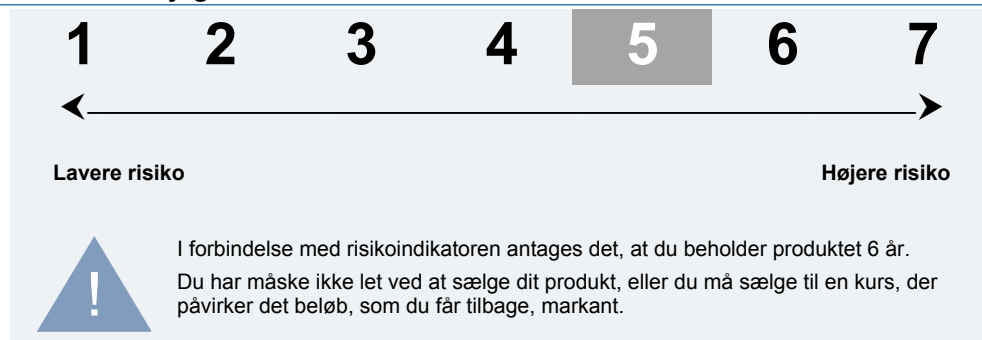 1 2 3 4 5 6 7
Lavere risiko Højere risiko
!
I forbindelse med risikoindikatoren antages det, at du beholder produktet 6 år.
Du har måske ikke let ved at sælge dit produkt, eller du må sælge til en kurs, der
påvirker det beløb, som du får tilbage, markant.